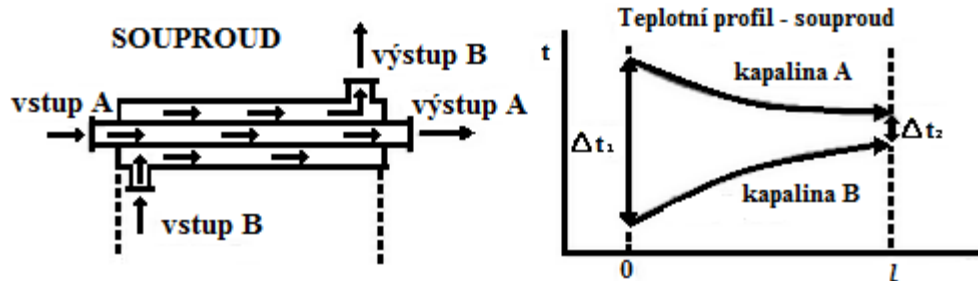 SOUPROUD
výstup B
vstup A
výstup A
vstup B
Teplotní profil - souproud
t
kapalina A
Δt₁
Δt₂
kapalina B
0
l